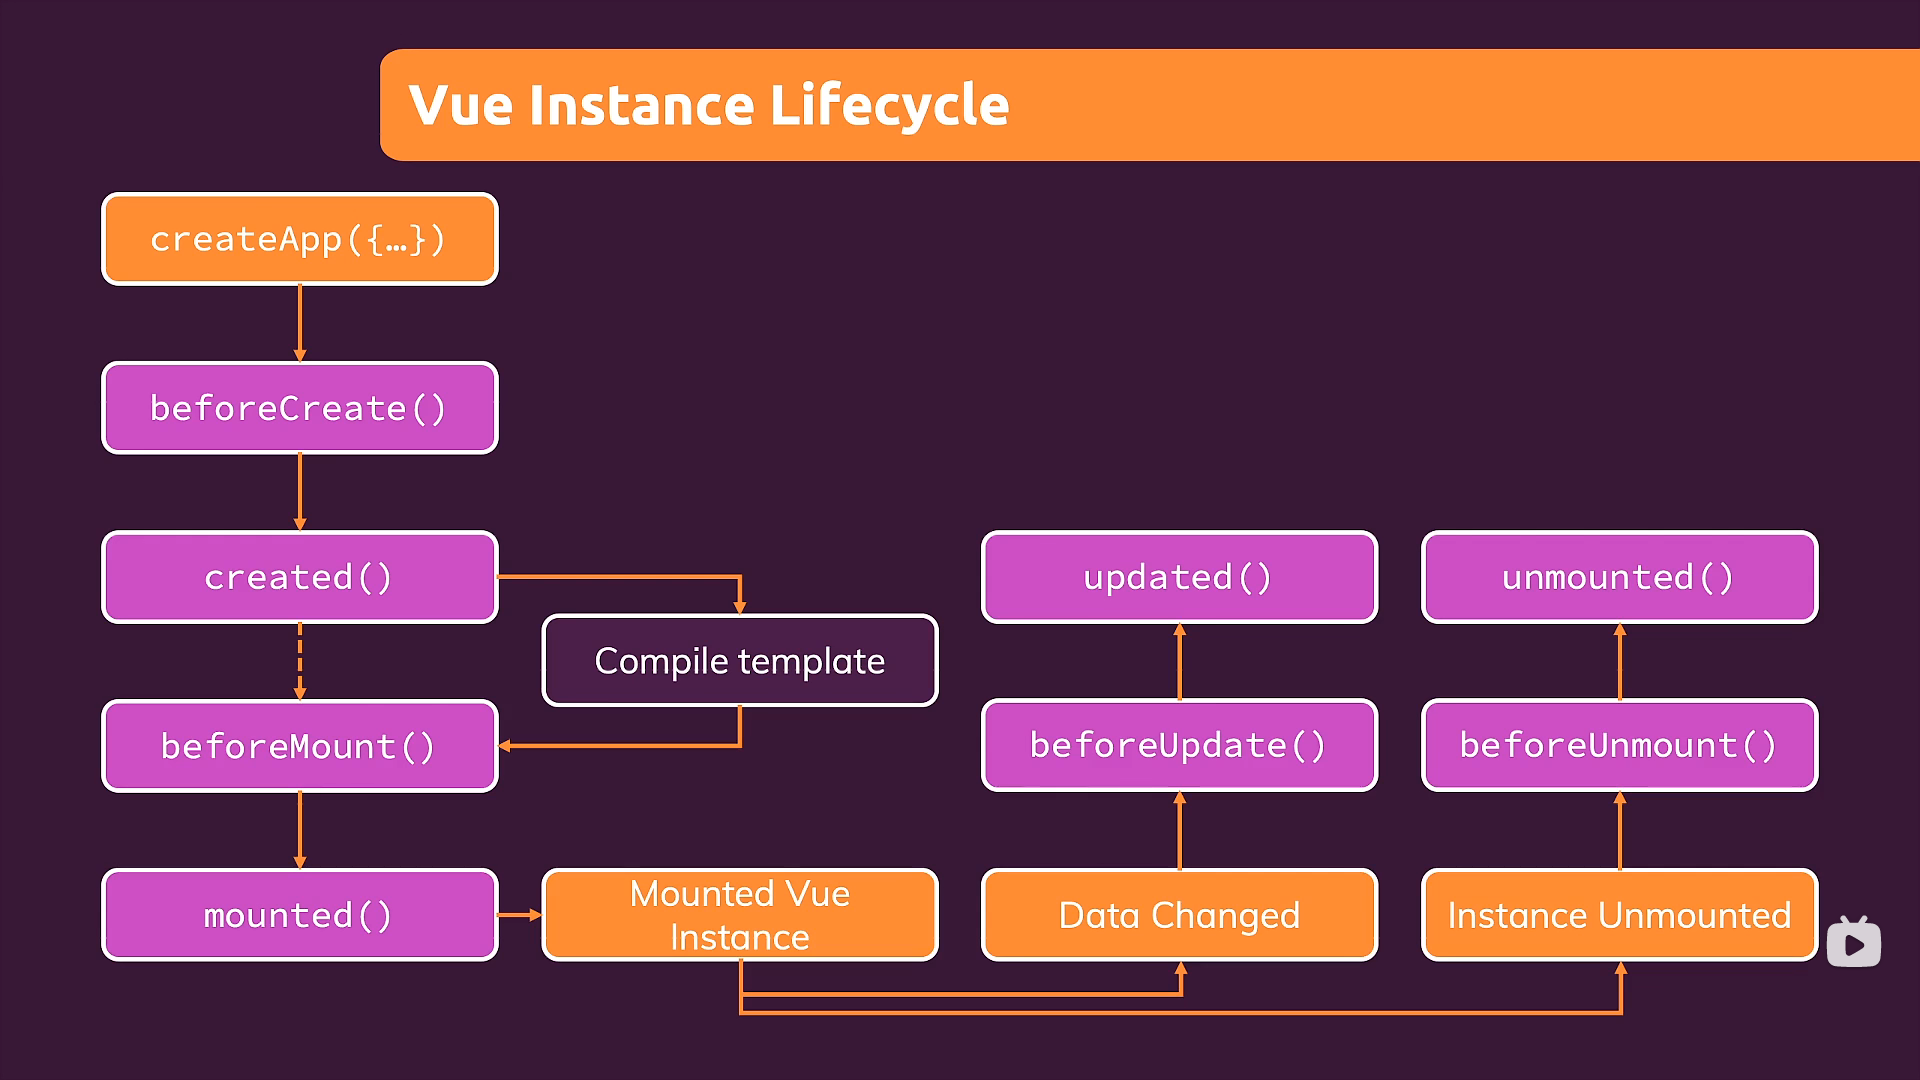 Vue Instance Lifecycle
createApp({…})
beforeCreate()
created()
Compile template
beforeMount()
mounted()
Mounted Vue
Instance
updated()
beforeUpdate()
Data Changed
unmounted()
beforeUnmount()
Instance Unmounted